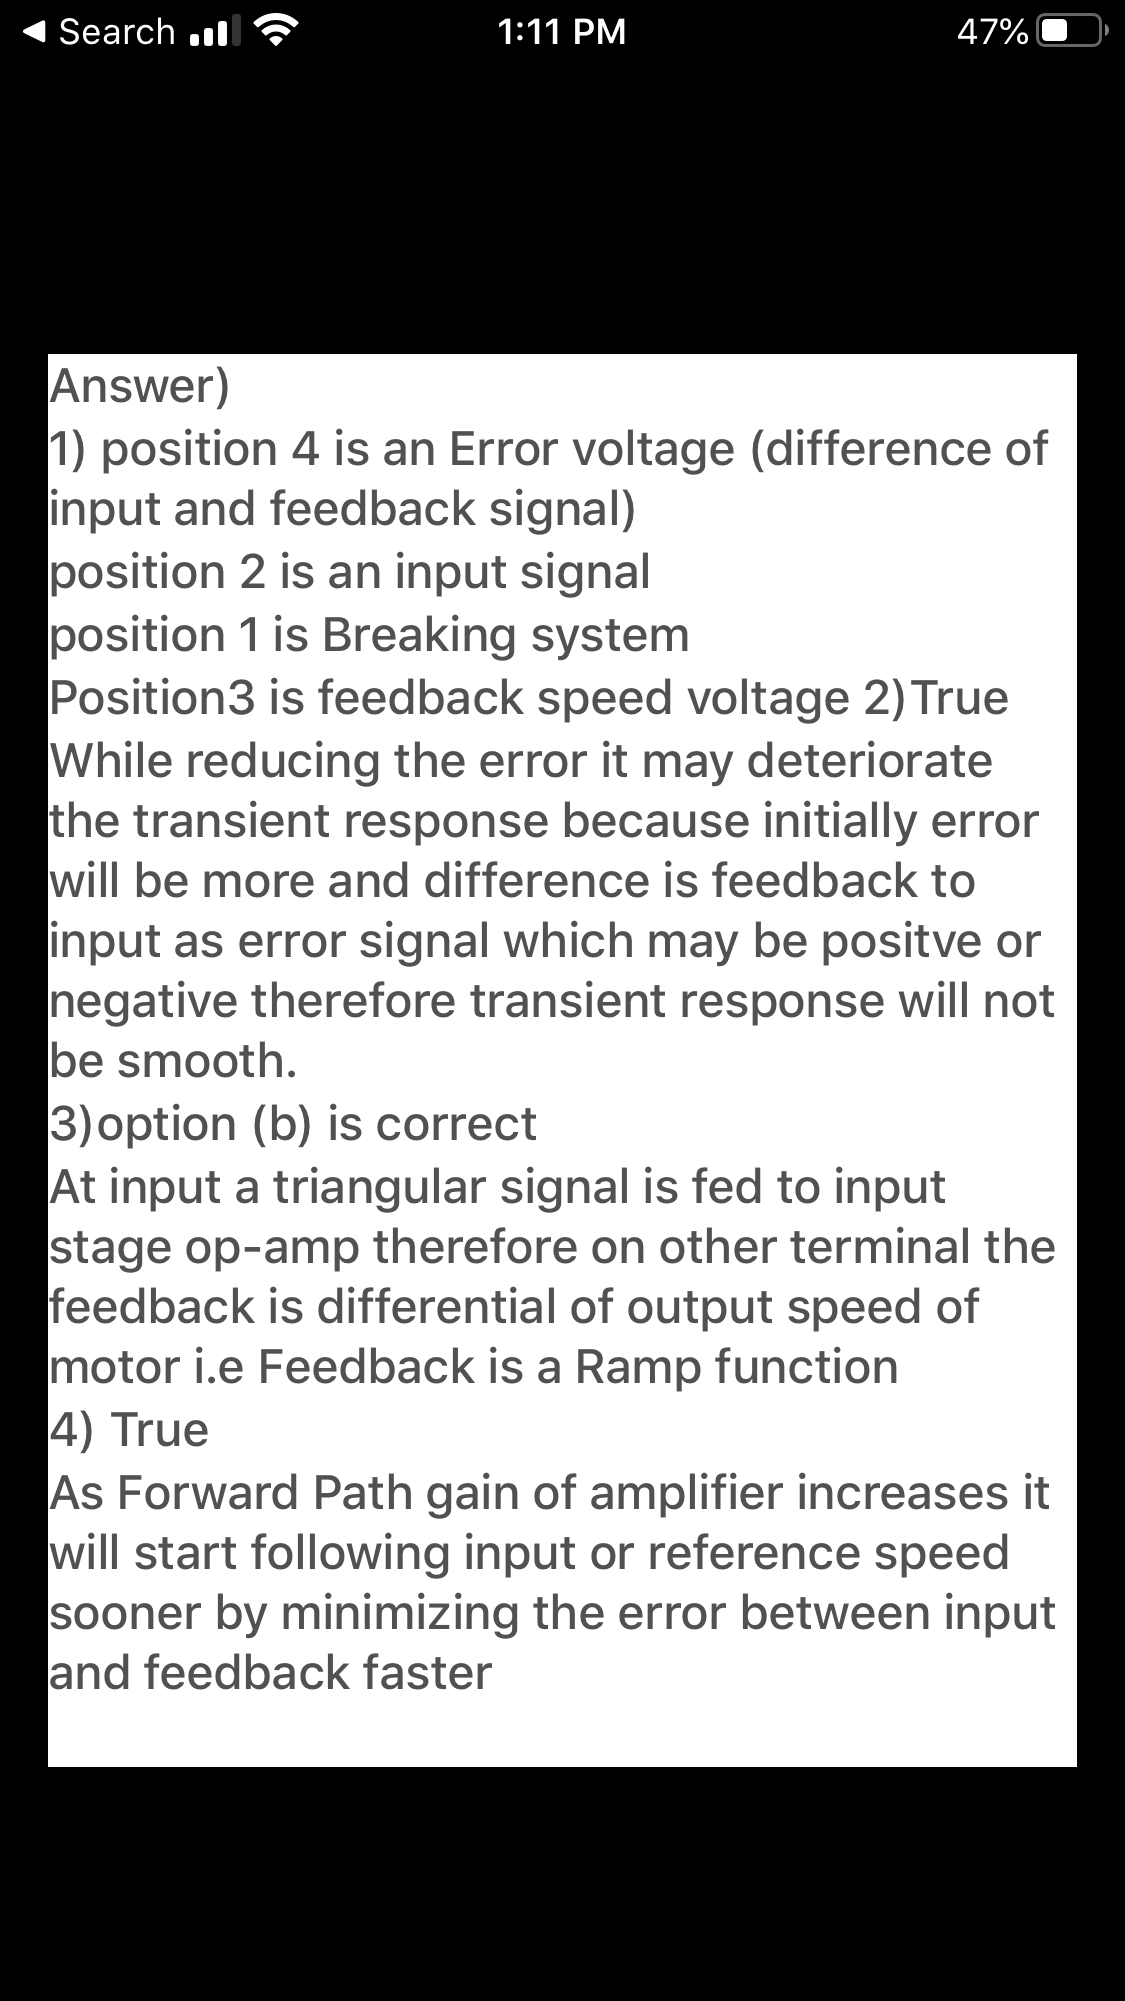 ◀ Search
1:11 PM
47%
Answer)
1) position 4 is an Error voltage (difference of
input and feedback signal)
position 2 is an input signal
position 1 is Breaking system
Position3 is feedback speed voltage 2)True
While reducing the error it may deteriorate
the transient response because initially error
will be more and difference is feedback to
input as error signal which may be positve or
negative therefore transient response will not
be smooth.
3)option (b) is correct
At input a triangular signal is fed to input
stage op-amp therefore on other terminal the
feedback is differential of output speed of
motor i.e Feedback is a Ramp function
4) True
As Forward Path gain of amplifier increases it
will start following input or reference speed
sooner by minimizing the error between input
and feedback faster